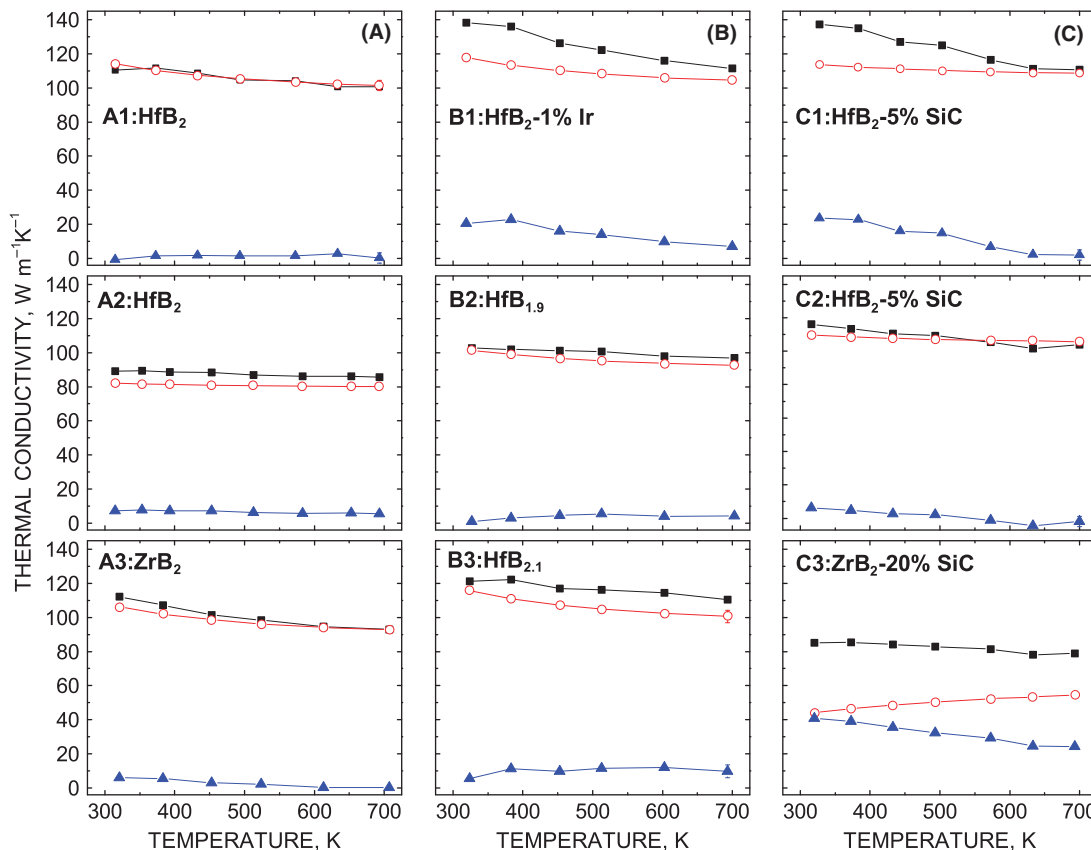 THERMAL CONDUCTIVITY, W m⁻¹K⁻¹
140
120
100
80
60
40
20
0
(A)
A1:HfB₂
(B)
B1:HfB₂-1% Ir
(C)
C1:HfB₂-5% SiC
140
120
100
80
60
40
20
0
A2:HfB₂
B2:HfB₁.₉
C2:HfB₂-5% SiC
140
120
100
80
60
40
20
0
A3:ZrB₂
B3:HfB₂.₁
C3:ZrB₂-20% SiC
300 400 500 600 700
300 400 500 600 700
300 400 500 600 700
TEMPERATURE, K
TEMPERATURE, K
TEMPERATURE, K